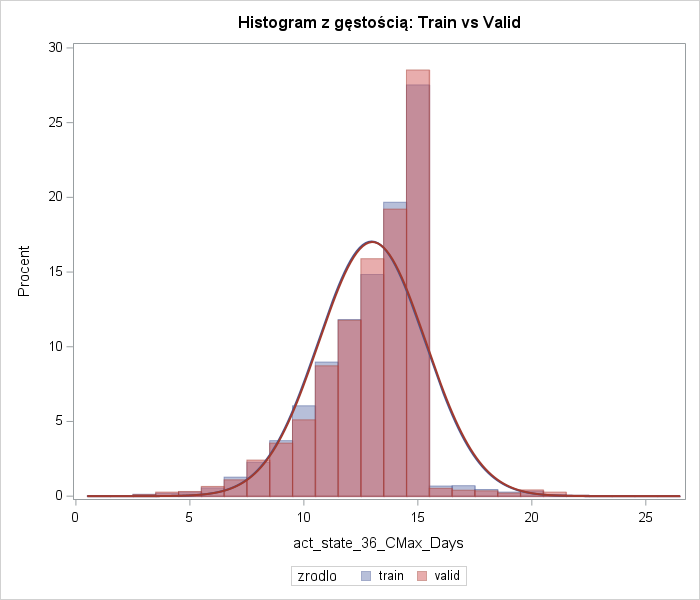 Histogram z gęstością: Train vs Valid
30
25
20
15
10
5
0
Procent
0 5 10 15 20 25
act_state_36_CMax_Days
zrodlo train valid